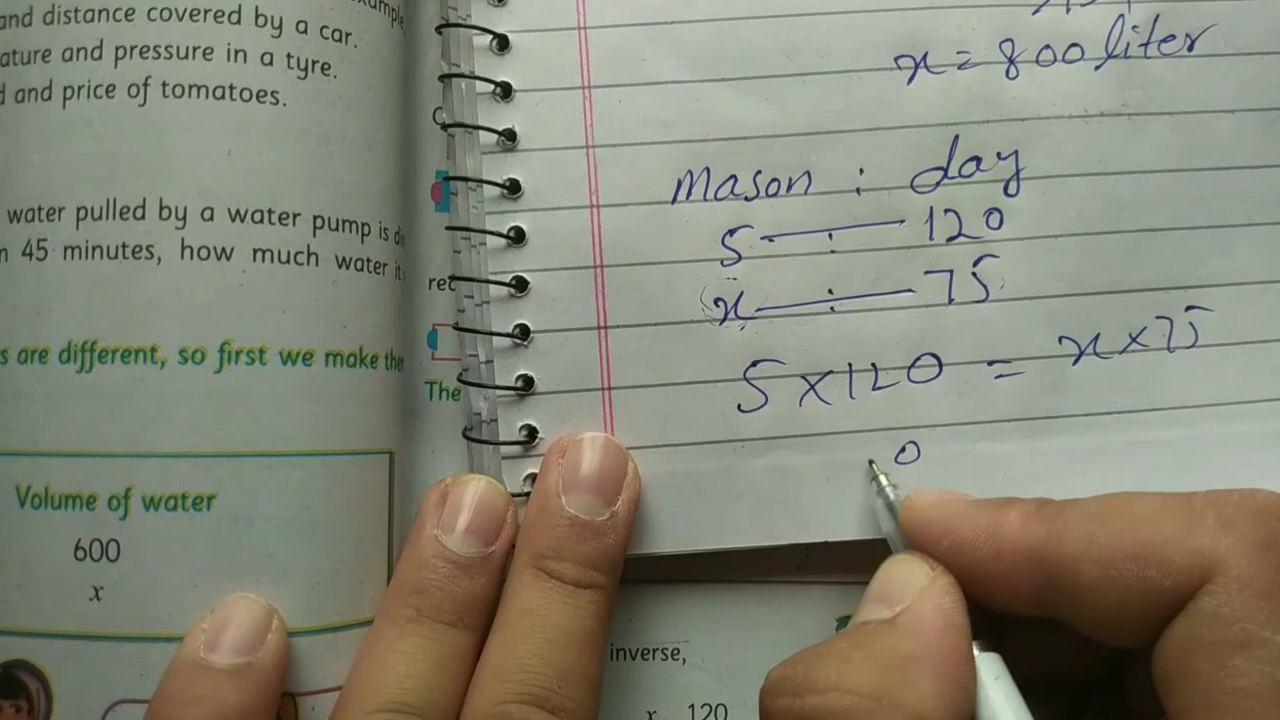 and distance covered by a car.
ature and pressure in a tyre.
and price of tomatoes.
water pulled by a water pump is
45 minutes, how much water
s are different, so first we make
Volume of water
600
x
The
x = 800 liter
Mason : day
5 — : — 120
x — : — 75
5 × 120 = x × 75
0
inverse,
x 120